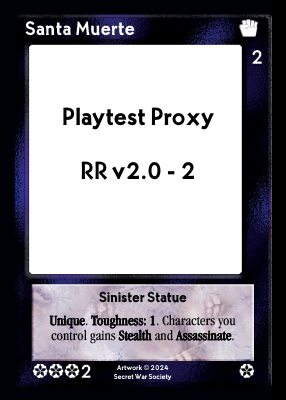 Santa Muerte
2
Playtest Proxy
RR v2.0 - 2
Sinister Statue
Unique. Toughness: 1. Characters you
control gains Stealth and Assassinate.
2
Artwork © 2024
Secret War Society